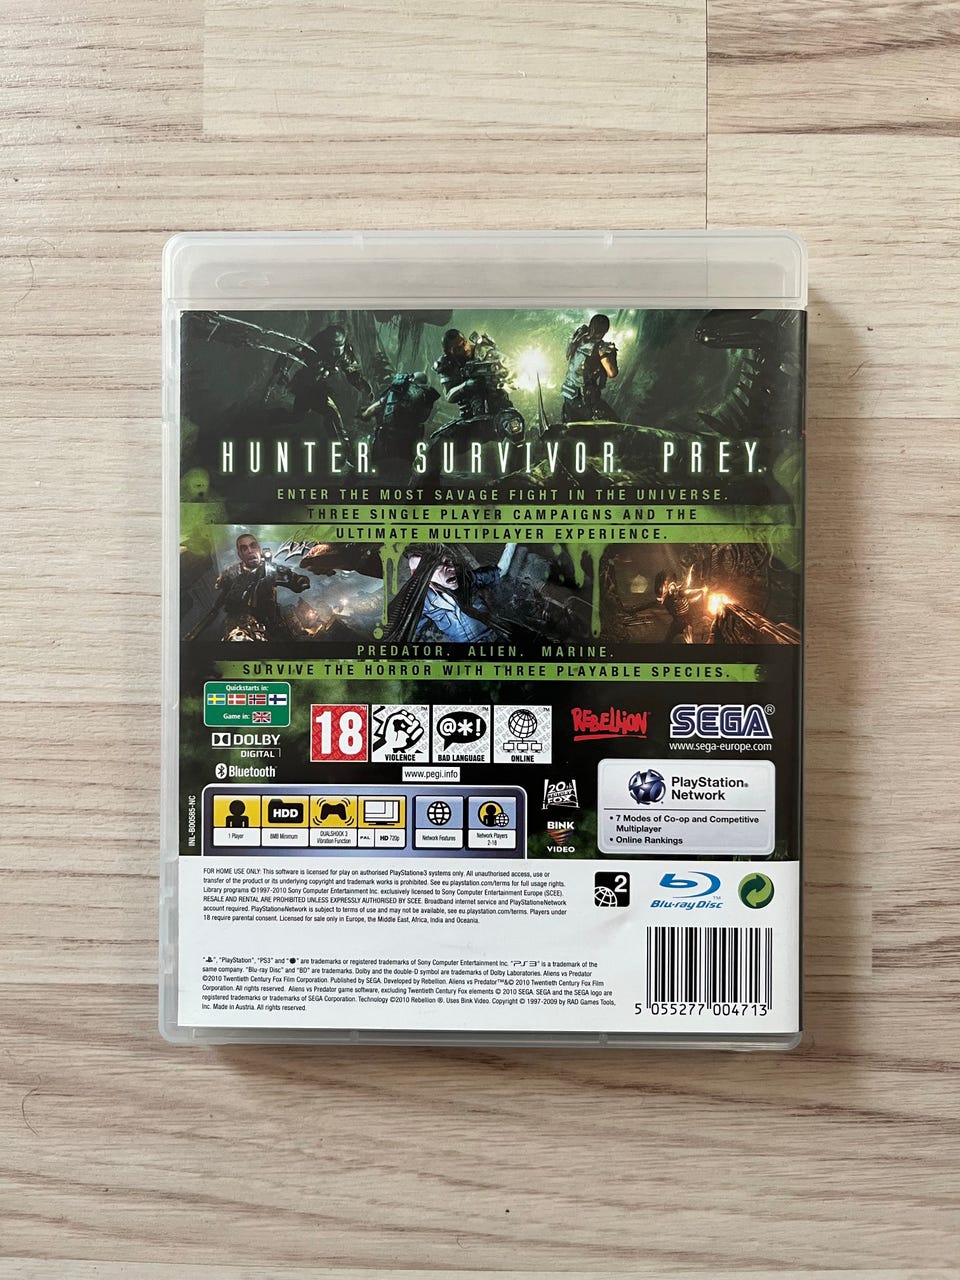 HUNTER. SURVIVOR. PREY.
ENTER THE MOST SAVAGE FIGHT IN THE UNIVERSE.
THREE SINGLE PLAYER CAMPAIGNS AND THE
ULTIMATE MULTIPLAYER EXPERIENCE.
PREDATOR. ALIEN. MARINE.
SURVIVE THE HORROR WITH THREE PLAYABLE SPECIES.
Quickstarts in:
Game in:
DOLBY
DIGITAL
Bluetooth®
18
VIOLENCE
@*!
BAD LANGUAGE
ONLINE
www.pegi.info
REBELLION
SEGA®
www.sega-europe.com
INL-B00585-NC
1 Player
HDD
8MB Minimum
DUALSHOCK 3
Vibration Function
PAL
HD 720p
Network Features
Network Players
2-18
20th
CENTURY
FOX
BINK
VIDEO
PlayStation®
Network
• 7 Modes of Co-op and Competitive
Multiplayer
• Online Rankings
FOR HOME USE ONLY: This software is licensed for play on authorised PlayStation3 systems only. All unauthorised access, use or
transfer of the product or its underlying copyright and trademark works is prohibited. See eu.playstation.com/terms for full usage rights.
Library programs ©1997-2010 Sony Computer Entertainment Inc. exclusively licensed to Sony Computer Entertainment Europe (SCEE).
RESALE AND RENTAL ARE PROHIBITED UNLESS EXPRESSLY AUTHORISED BY SCEE. Broadband internet service and PlayStation®Network
account required. PlayStation®Network is subject to terms of use and may not be available, see eu.playstation.com/terms. Players under
18 require parental consent. Licensed for sale only in Europe, the Middle East, Africa, India and Oceania.
2
Blu-ray Disc™
", "PlayStation", "PS3" and " " are trademarks or registered trademarks of Sony Computer Entertainment Inc. "PS3" is a trademark of the
same company. "Blu-ray Disc" and "BD" are trademarks. Dolby and the double-D symbol are trademarks of Dolby Laboratories. Aliens vs Predator
©2010 Twentieth Century Fox Film Corporation. Published by SEGA. Developed by Rebellion. Aliens vs Predator™&© 2010 Twentieth Century Fox Film
Corporation. All rights reserved. Aliens vs Predator game software, excluding Twentieth Century Fox elements © 2010 SEGA. SEGA and the SEGA logo are
registered trademarks or trademarks of SEGA Corporation. Technology ©2010 Rebellion ®. Uses Bink Video. Copyright © 1997-2009 by RAD Games Tools,
Inc. Made in Austria. All rights reserved.
5 055277 004713